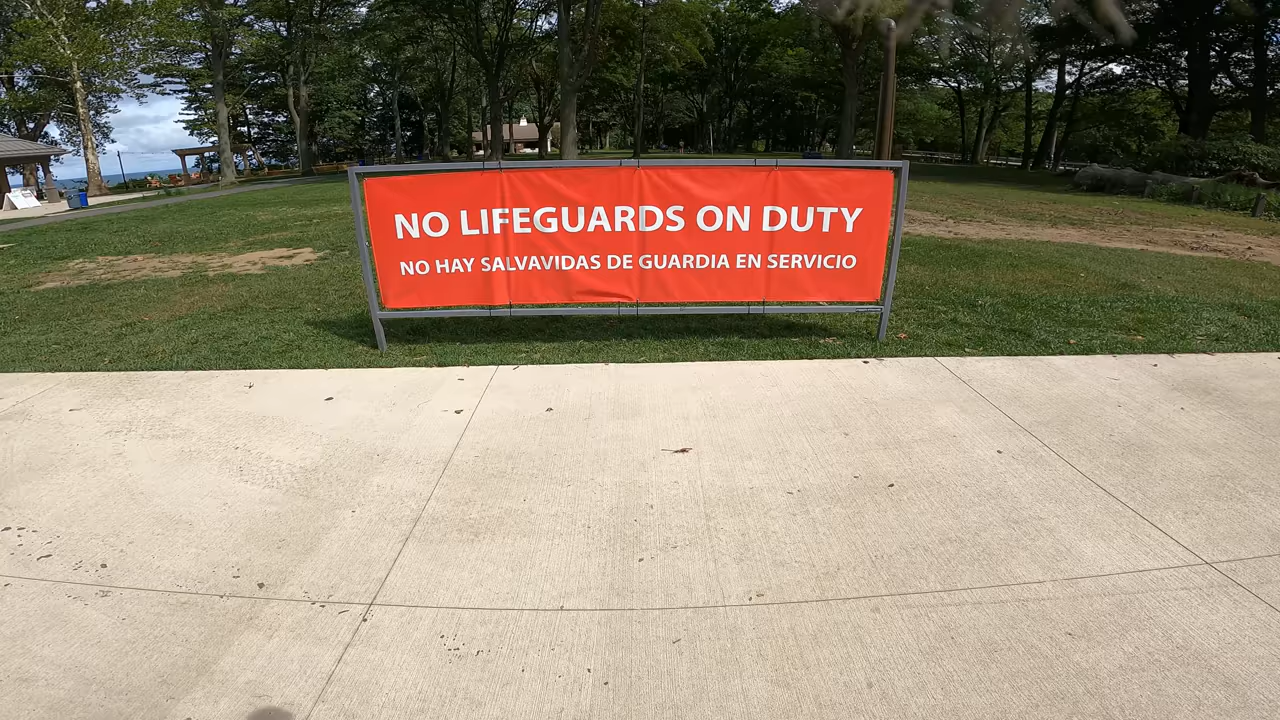 NO LIFEGUARDS ON DUTY
NO HAY SALVAVIDAS DE GUARDIA EN SERVICIO